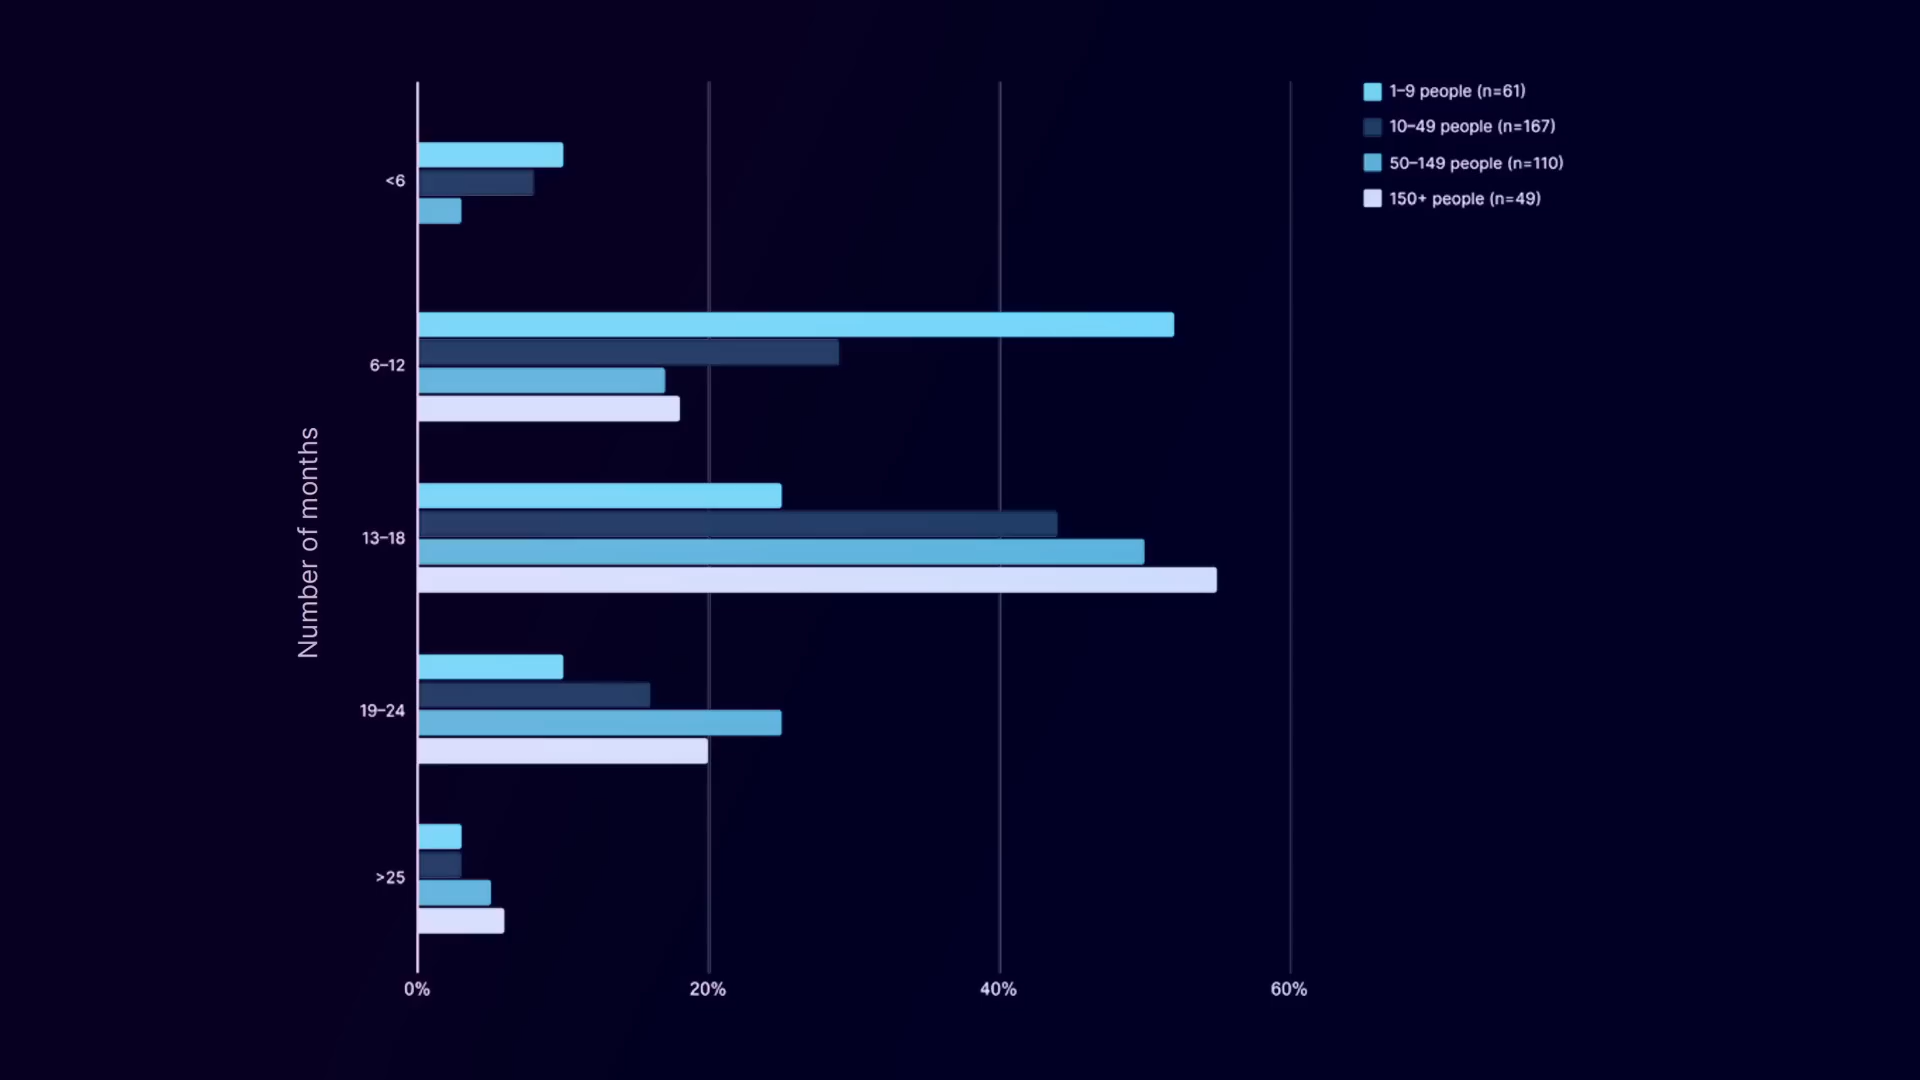 1–9 people (n=61)
10–49 people (n=167)
50–149 people (n=110)
150+ people (n=49)
Number of months
<6
6–12
13–18
19–24
>25
0%
20%
40%
60%